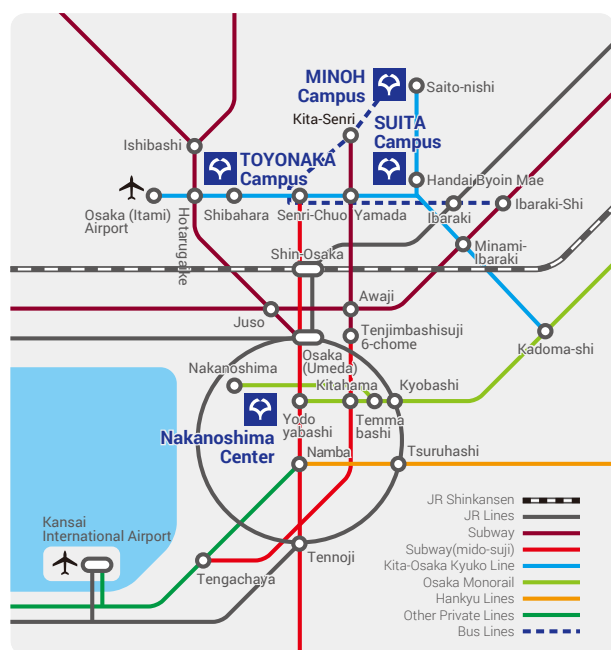 MINOH
Campus
Saito-nishi
Kita-Senri
SUITA
Campus
Ishibashi
TOYONAKA
Campus
Handai Byoin Mae
Osaka (Itami)
Airport
Hotarugaike
Shibahara
Senri-Chuo
Yamada
Ibaraki
Ibaraki-Shi
Minami-
Ibaraki
Shin-Osaka
Awaji
Juso
Tenjimbashisuji
6-chome
Kadoma-shi
Osaka
(Umeda)
Nakanoshima
Kitahama
Kyobashi
Nakanoshima
Center
Yodo
yabashi
Temma
bashi
Namba
Tsuruhashi
Kansai
International Airport
Tengachaya
Tennoji
JR Shinkansen
JR Lines
Subway
Subway(mido-suji)
Kita-Osaka Kyuko Line
Osaka Monorail
Hankyu Lines
Other Private Lines
Bus Lines